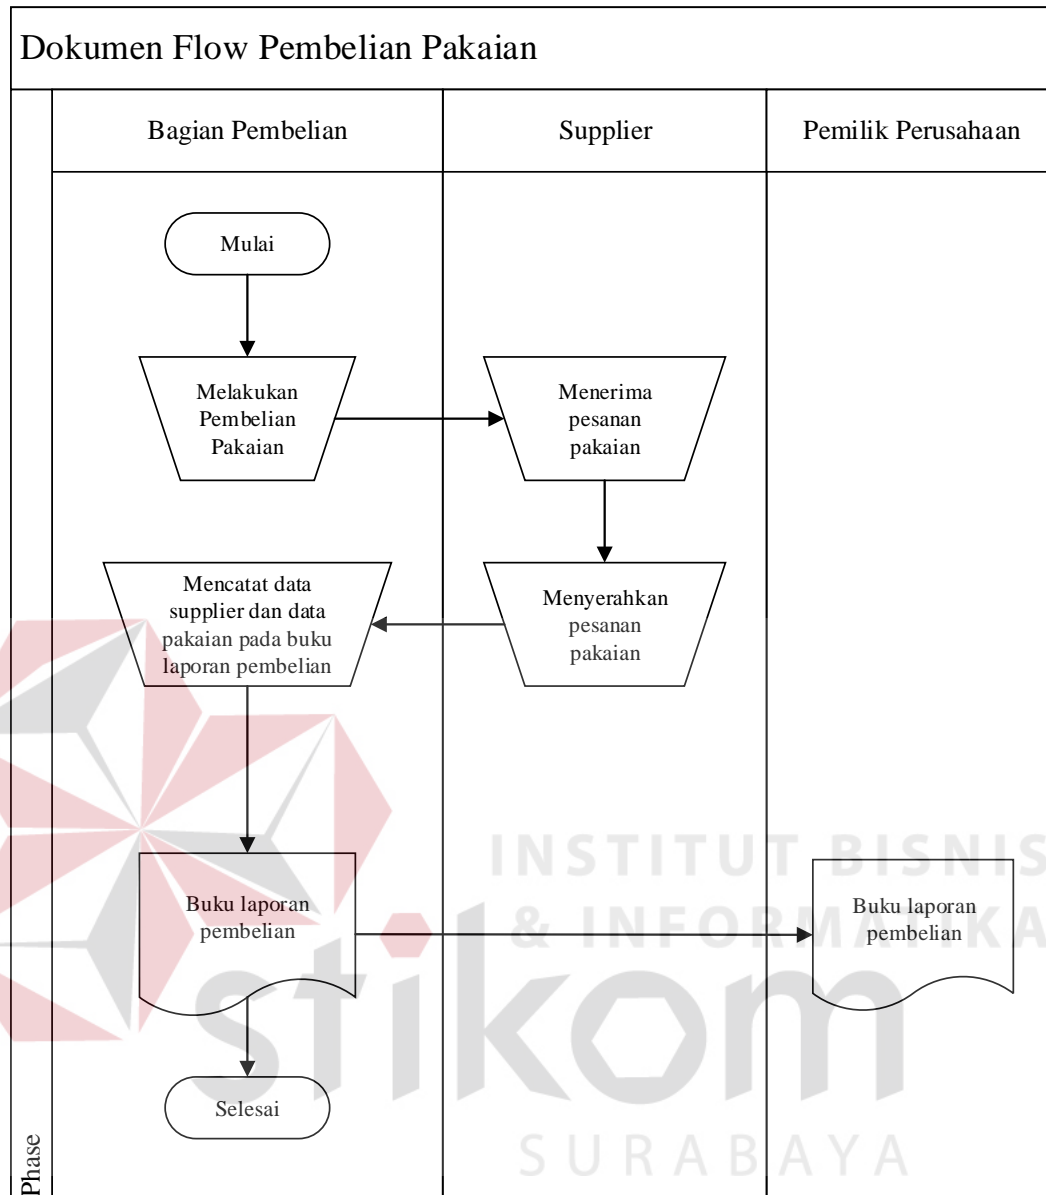 Dokumen Flow Pembelian Pakaian
Bagian Pembelian
Supplier
Pemilik Perusahaan
Mulai
Melakukan
Pembelian
Pakaian
Menerima
pesanan
pakaian
Mencatat data
supplier dan data
pakaian pada buku
laporan pembelian
Menyerahkan
pesanan
pakaian
Buku laporan
pembelian
Buku laporan
pembelian
Selesai
Phase
INSTITUT BISNIS
& INFORMATIKA
stikom
SURABAYA